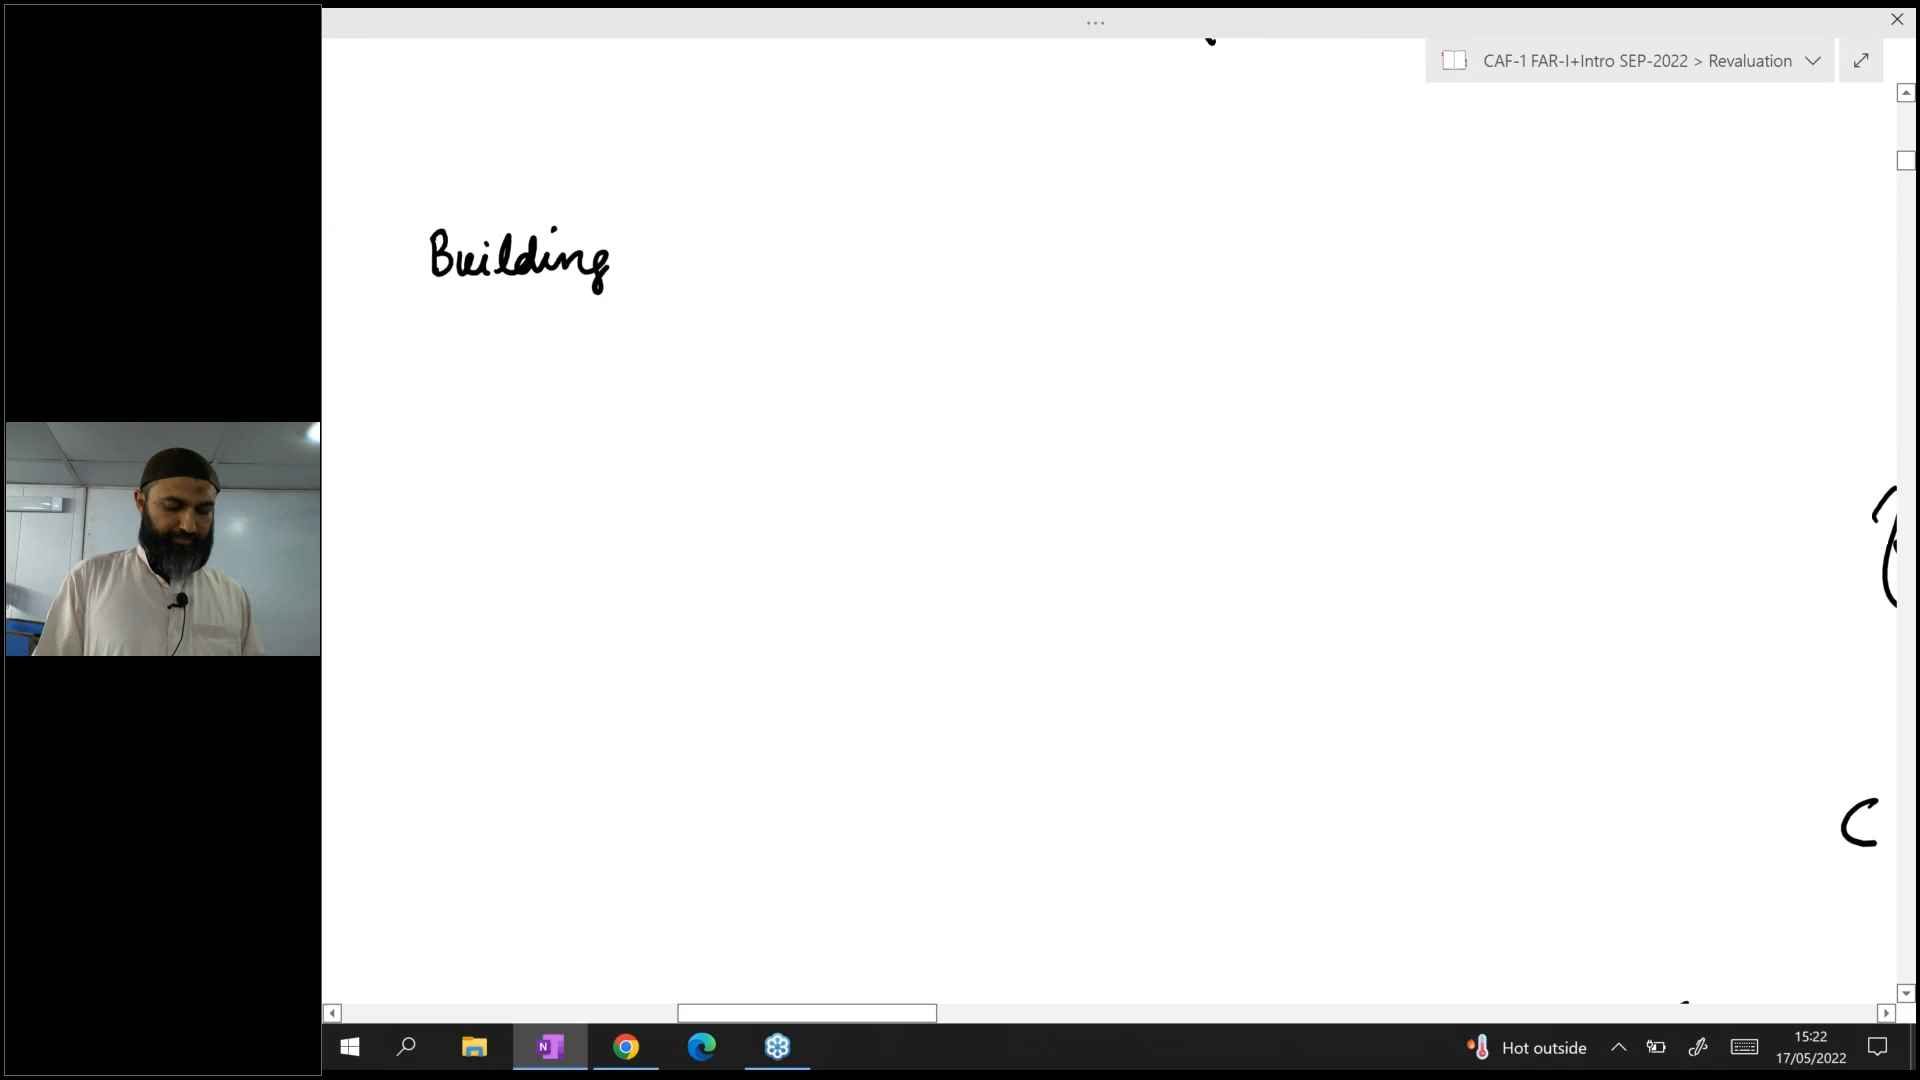 CAF-1 FAR-I+Intro SEP-2022 > Revaluation
Building
C
Hot outside
15:22
17/05/2022